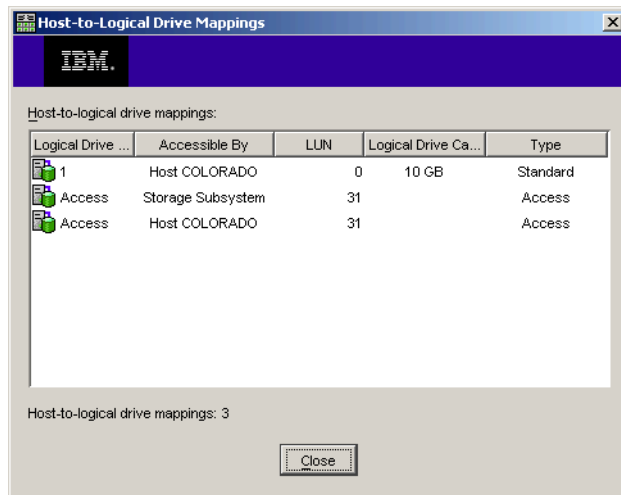 Host-to-Logical Drive Mappings
IBM.
Host-to-logical drive mappings:
Logical Drive ... Accessible By LUN Logical Drive Ca... Type
1 Host COLORADO 0 10 GB Standard
Access Storage Subsystem 31 Access
Access Host COLORADO 31 Access
Host-to-logical drive mappings: 3
Close